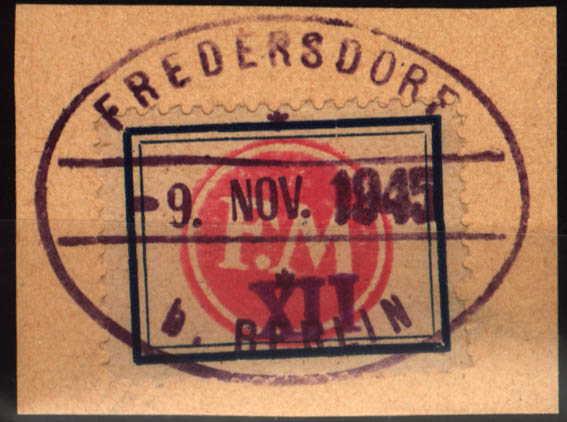 FREDERSDORF
-9. NOV. 1945
F.M
XII
b. BERLIN